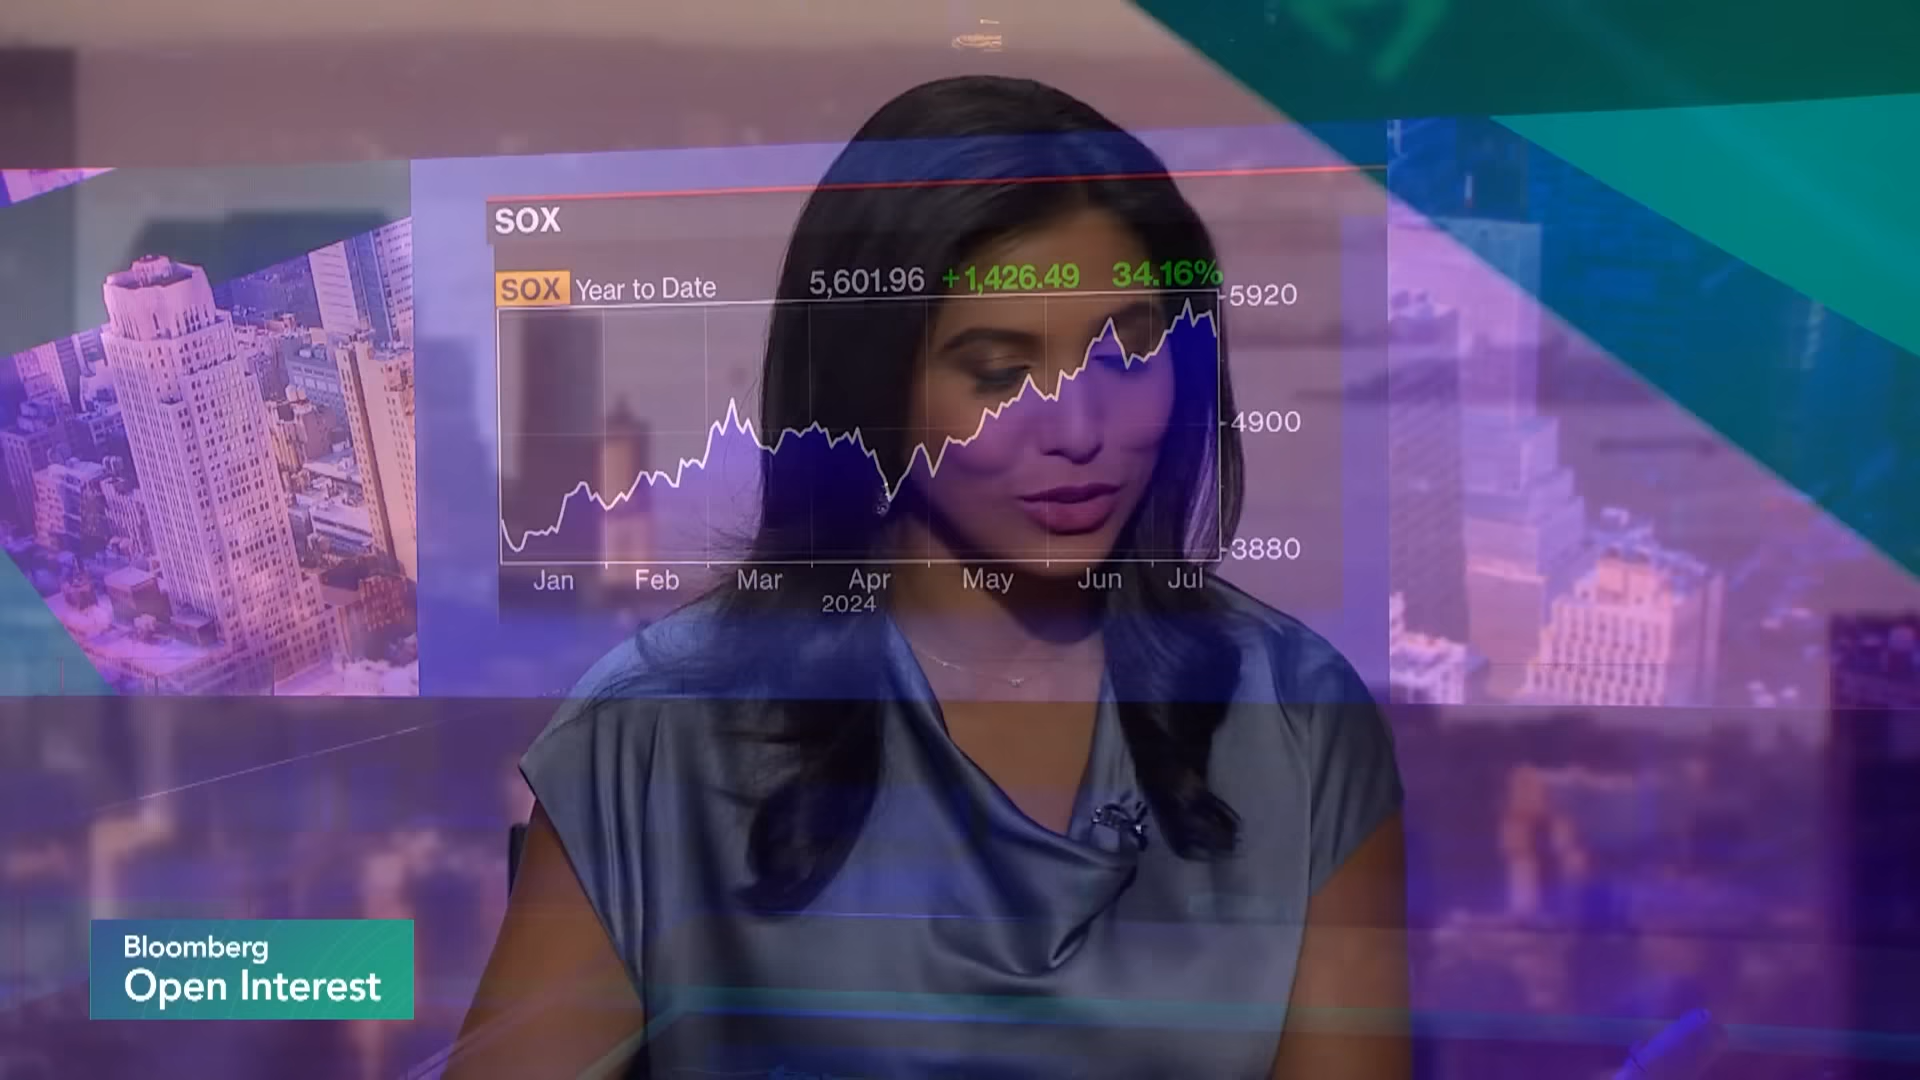 SOX
SOX Year to Date 5,601.96 +1,426.49 34.16%
5920
4900
3880
Jan Feb Mar Apr May Jun Jul
2024
Bloomberg
Open Interest